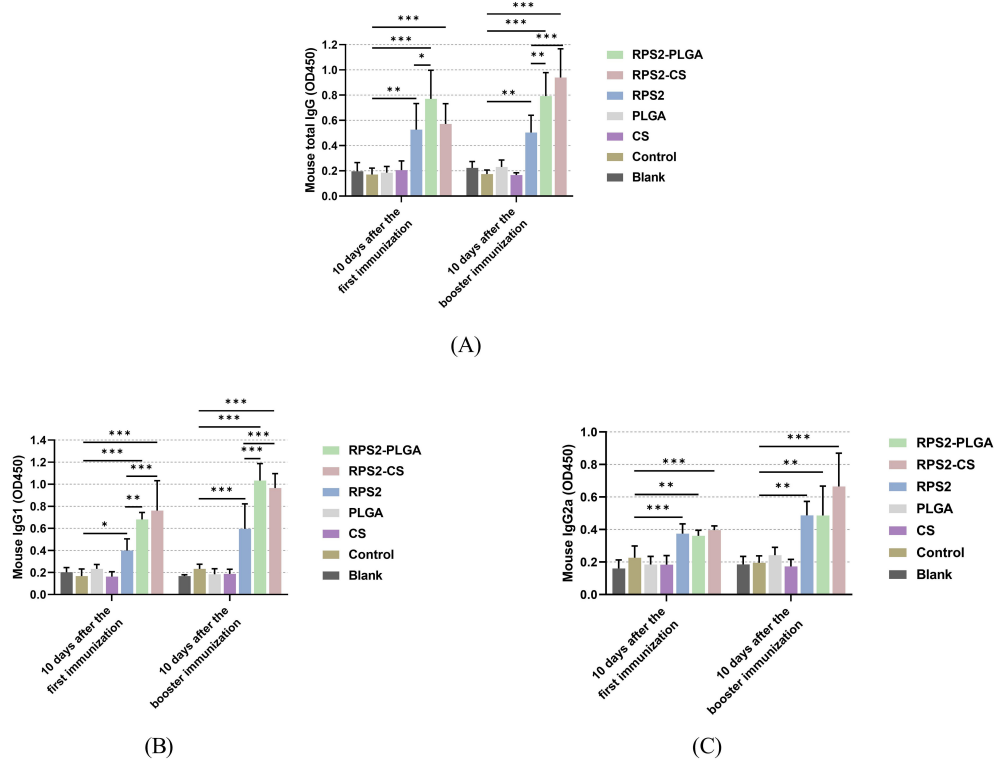 ***
***
***
***
***
*
**
**
**
1.2
1.0
0.8
0.6
0.4
0.2
0.0
Mouse total IgG (OD450)
10 days after the
first immunization
10 days after the
booster immunization
RPS2-PLGA
RPS2-CS
RPS2
PLGA
CS
Control
Blank
(A)
***
***
***
***
***
***
***
**
*
***
1.4
1.2
1.0
0.8
0.6
0.4
0.2
0.0
Mouse IgG1 (OD450)
10 days after the
first immunization
10 days after the
booster immunization
RPS2-PLGA
RPS2-CS
RPS2
PLGA
CS
Control
Blank
(B)
***
***
**
**
***
**
1.0
0.8
0.6
0.4
0.2
0.0
Mouse IgG2a (OD450)
10 days after the
first immunization
10 days after the
booster immunization
RPS2-PLGA
RPS2-CS
RPS2
PLGA
CS
Control
Blank
(C)